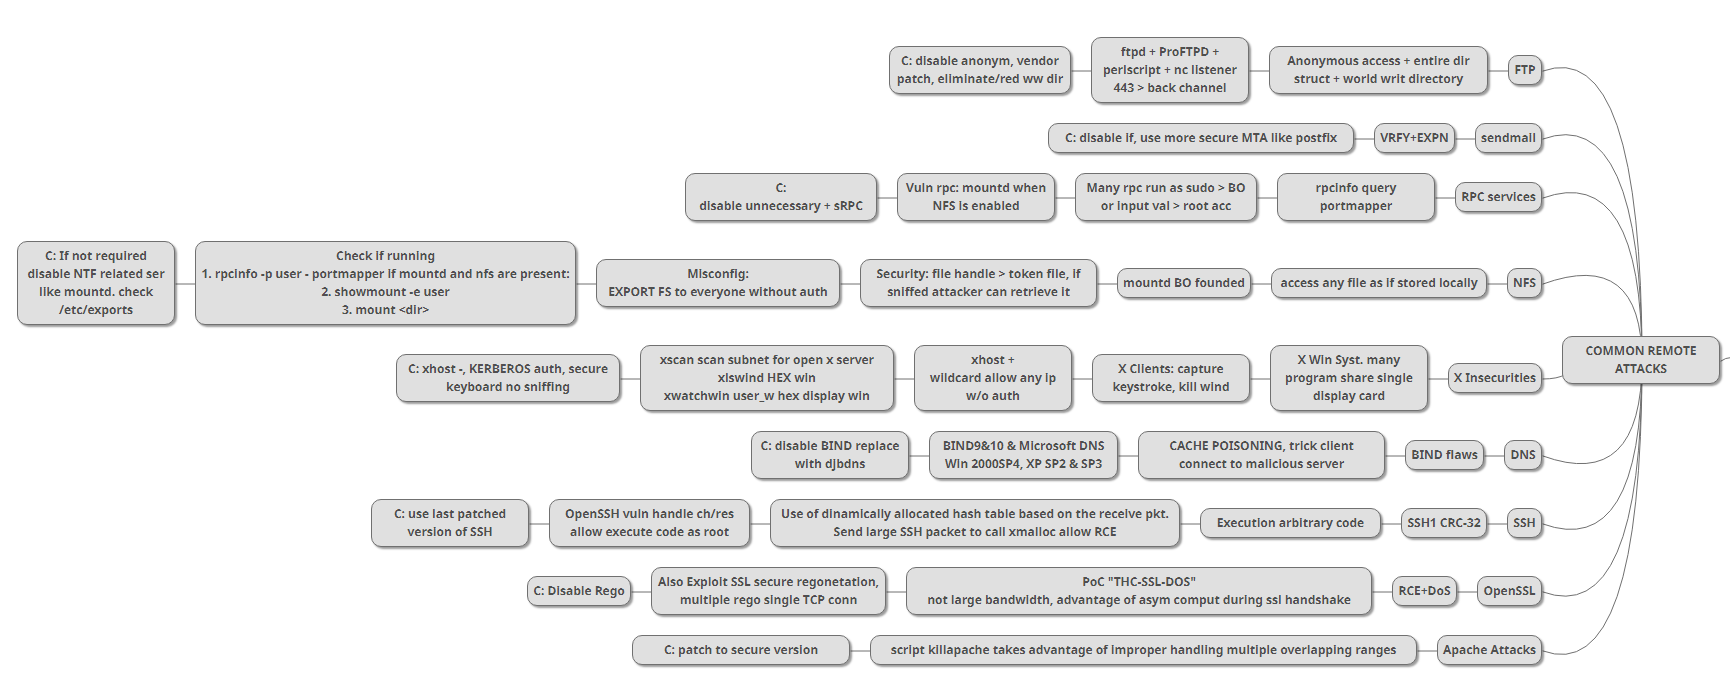 C: disable anonym, vendor
patch, eliminate/red ww dir
ftpd + ProFTPD +
perlscript + nc listener
443 > back channel
Anonymous access + entire dir
struct + world writ directory
FTP
C: disable if, use more secure MTA like postfix
VRFY+EXPN
sendmail
C:
disable unnecessary + sRPC
Vuln rpc: mountd when
NFS is enabled
Many rpc run as sudo > BO
or input val > root acc
rpcinfo query
portmapper
RPC services
C: If not required
disable NTF related ser
like mountd. check
/etc/exports
Check if running
1. rpcinfo -p user - portmapper if mountd and nfs are present:
2. showmount -e user
3. mount <dir>
Misconfig:
EXPORT FS to everyone without auth
Security: file handle > token file, if
sniffed attacker can retrieve it
mountd BO founded
access any file as if stored locally
NFS
COMMON REMOTE
ATTACKS
C: xhost -, KERBEROS auth, secure
keyboard no sniffing
xscan scan subnet for open x server
xlswind HEX win
xwatchwin user_w hex display win
xhost +
wildcard allow any ip
w/o auth
X Clients: capture
keystroke, kill wind
X Win Syst. many
program share single
display card
X Insecurities
C: disable BIND replace
with djbdns
BIND9&10 & Microsoft DNS
Win 2000SP4, XP SP2 & SP3
CACHE POISONING, trick client
connect to malicious server
BIND flaws
DNS
C: use last patched
version of SSH
OpenSSH vuln handle ch/res
allow execute code as root
Use of dinamically allocated hash table based on the receive pkt.
Send large SSH packet to call xmalloc allow RCE
Execution arbitrary code
SSH1 CRC-32
SSH
C: Disable Rego
Also Exploit SSL secure regonetation,
multiple rego single TCP conn
PoC "THC-SSL-DOS"
not large bandwidth, advantage of asym comput during ssl handshake
RCE+DoS
OpenSSL
C: patch to secure version
script killapache takes advantage of improper handling multiple overlapping ranges
Apache Attacks